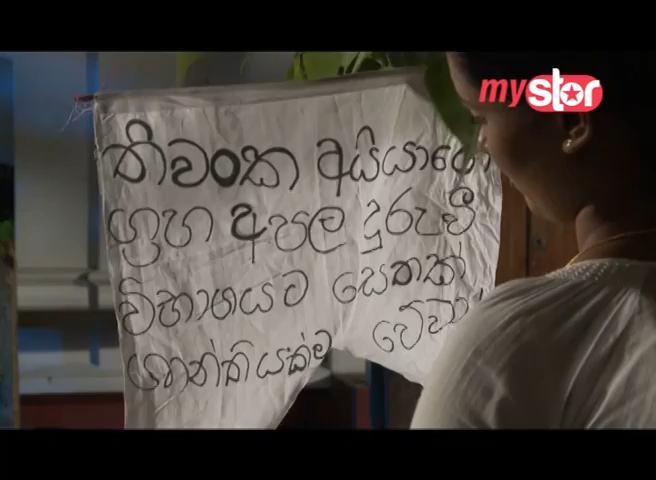 mystar
තිවංක අයියාගෙ
ග්‍රහ අපල දුරුවී
විභාගයට සෙතක්
ශාන්තියක්ම වේවා